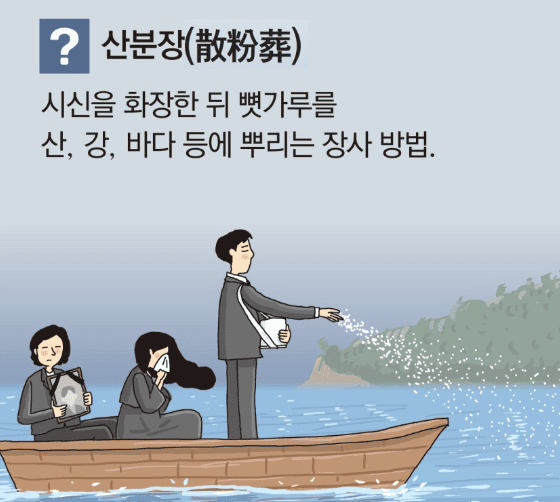 ? 산분장(散粉葬)
시신을 화장한 뒤 뼛가루를
산, 강, 바다 등에 뿌리는 장사 방법.